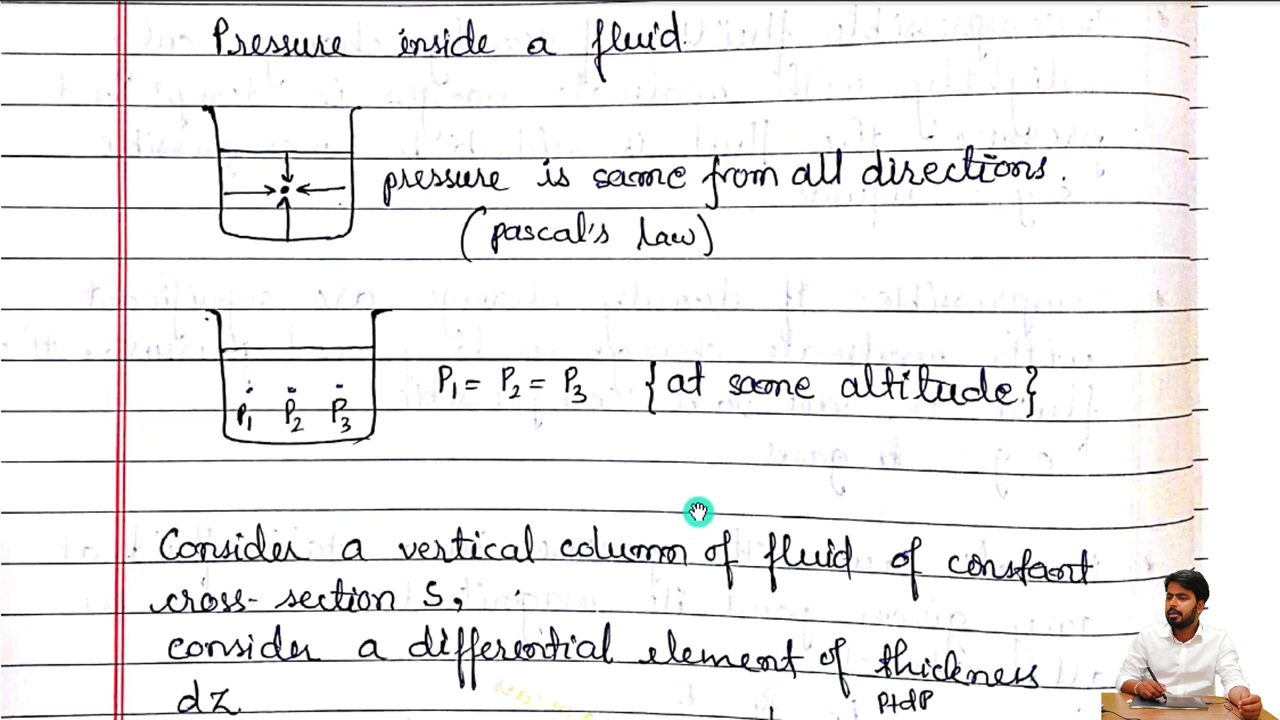 Pressure inside a fluid.
pressure is same from all directions.
(pascal's law)
P1 = P2 = P3 {at same altitude}
P1 P2 P3
Consider a vertical column of fluid of constant
cross-section S,
consider a differential element of thickness
dz
P+dP